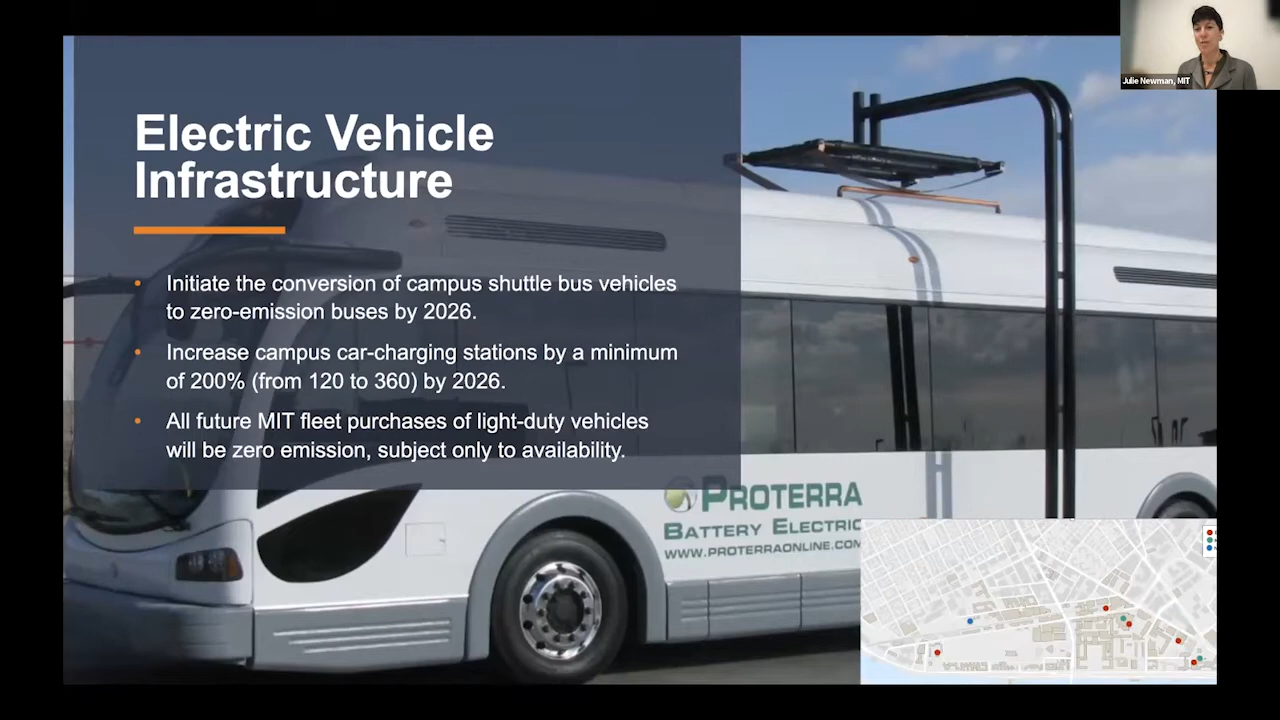 Julie Newman, MIT
Electric Vehicle
Infrastructure
• Initiate the conversion of campus shuttle bus vehicles
to zero-emission buses by 2026.
• Increase campus car-charging stations by a minimum
of 200% (from 120 to 360) by 2026.
• All future MIT fleet purchases of light-duty vehicles
will be zero emission, subject only to availability.
PROTERRA
BATTERY ELECTRIC
WWW.PROTERRAONLINE.COM